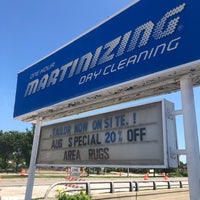 ONE HOUR
MARTINIZING®
DRY CLEANING
TAILOR NOW ON SITE. !
AUG SPECIAL 20% OFF
AREA RUGS